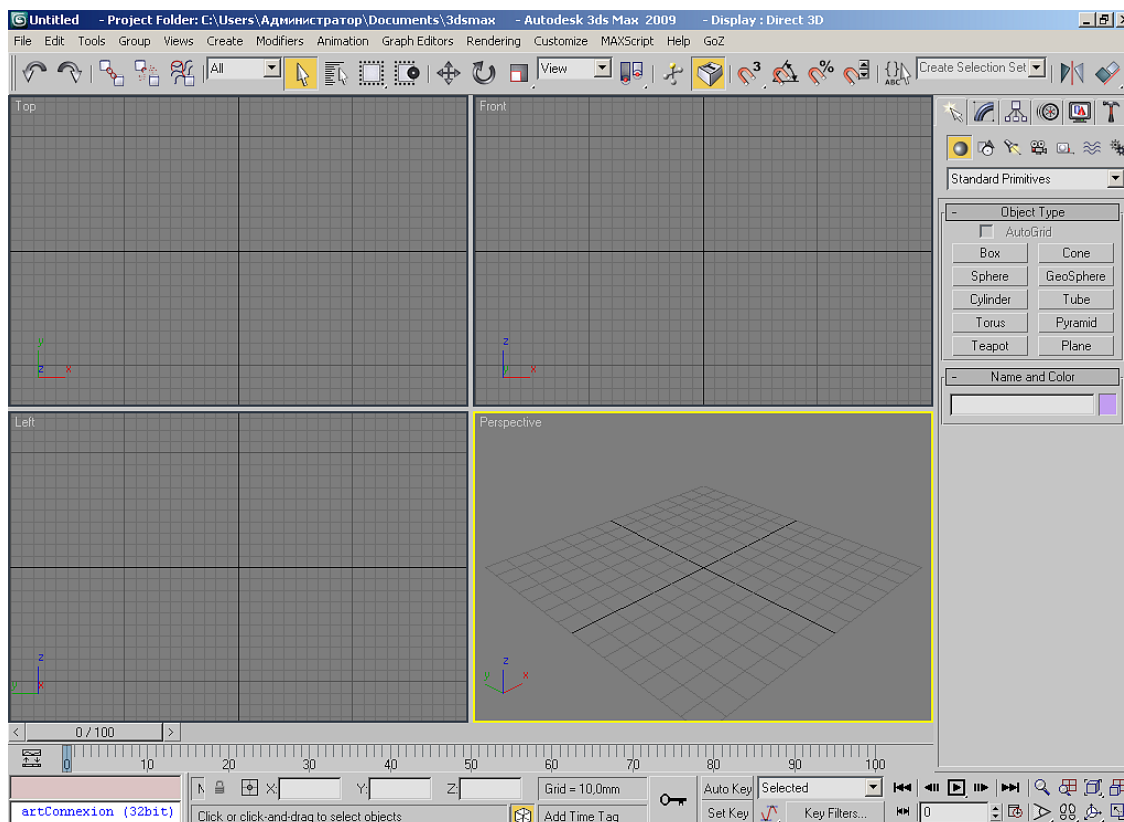 Untitled - Project Folder: C:\Users\Администратор\Documents\3dsmax - Autodesk 3ds Max 2009 - Display : Direct 3D
File Edit Tools Group Views Create Modifiers Animation Graph Editors Rendering Customize MAXScript Help GoZ
All View 3 % ABC Create Selection Set
Top Front
y z x z y x
Standard Primitives
- Object Type
AutoGrid
Box Cone
Sphere GeoSphere
Cylinder Tube
Torus Pyramid
Teapot Plane
- Name and Color
Left Perspective
z y x z y x
< 0 / 100 >
0 10 20 30 40 50 60 70 80 90 100
X: Y: Z: Grid = 10,0mm Auto Key Selected
artConnexion (32bit) Click or click-and-drag to select objects Add Time Tag Set Key Key Filters... 0